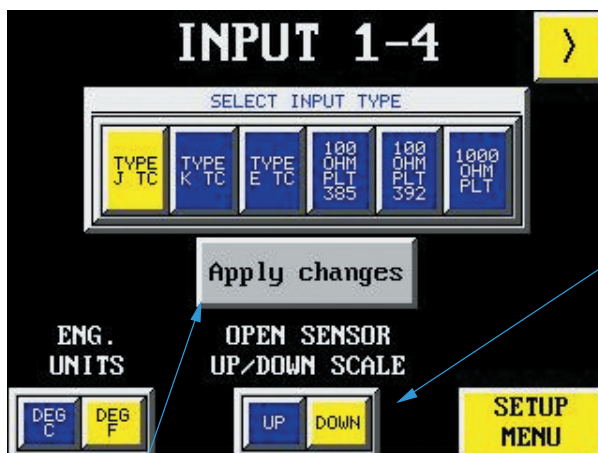 INPUT 1-4
>
SELECT INPUT TYPE
TYPE
J TC
TYPE
K TC
TYPE
E TC
100
OHM
PLT
385
100
OHM
PLT
392
1000
OHM
PLT
Apply changes
ENG.
UNITS
DEG
C
DEG
F
OPEN SENSOR
UP/DOWN SCALE
UP
DOWN
SETUP
MENU